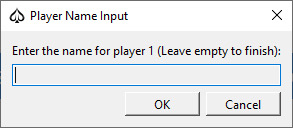 Player Name Input
Enter the name for player 1 (Leave empty to finish):
OK
Cancel